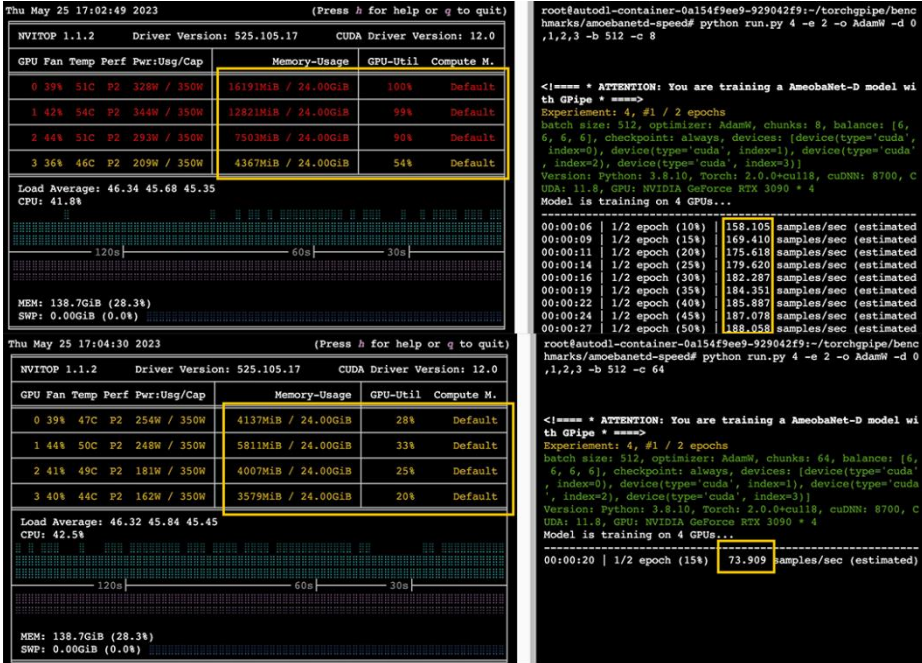 Thu May 25 17:02:49 2023 (Press h for help or q to quit)
NVITOP 1.1.2 Driver Version: 525.105.17 CUDA Driver Version: 12.0
GPU Fan Temp Perf Pwr:Usg/Cap Memory-Usage GPU-Util Compute M.
0 39% 51C P2 328W / 350W 16191MiB / 24.00GiB 100% Default
1 42% 54C P2 344W / 350W 12821MiB / 24.00GiB 99% Default
2 44% 51C P2 293W / 350W 7503MiB / 24.00GiB 90% Default
3 36% 46C P2 209W / 350W 4367MiB / 24.00GiB 54% Default
Load Average: 46.34 45.68 45.35
CPU: 41.8%
120s 60s 30s
MEM: 138.7GiB (28.3%)
SWP: 0.00GiB (0.0%)
root@autodl-container-0a154f9ee9-929042f9:~/torchgpipe/benc
hmarks/amoebanetd-speed# python run.py 4 -e 2 -o AdamW -d 0
,1,2,3 -b 512 -c 8
<!==== * ATTENTION: You are training a AmeobaNet-D model wi
th GPipe * ====>
Experiement: 4, #1 / 2 epochs
batch size: 512, optimizer: AdamW, chunks: 8, balance: [6,
6, 6, 6], checkpoint: always, devices: [device(type='cuda',
index=0), device(type='cuda', index=1), device(type='cuda'
, index=2), device(type='cuda', index=3)]
Version: Python: 3.8.10, Torch: 2.0.0+cu118, cuDNN: 8700, C
UDA: 11.8, GPU: NVIDIA GeForce RTX 3090 * 4
Model is training on 4 GPUs...
00:00:06 | 1/2 epoch (10%) | 158.105 samples/sec (estimated
00:00:09 | 1/2 epoch (15%) | 169.410 samples/sec (estimated
00:00:11 | 1/2 epoch (20%) | 175.618 samples/sec (estimated
00:00:14 | 1/2 epoch (25%) | 179.620 samples/sec (estimated
00:00:16 | 1/2 epoch (30%) | 182.287 samples/sec (estimated
00:00:19 | 1/2 epoch (35%) | 184.351 samples/sec (estimated
00:00:22 | 1/2 epoch (40%) | 185.887 samples/sec (estimated
00:00:24 | 1/2 epoch (45%) | 187.078 samples/sec (estimated
00:00:27 | 1/2 epoch (50%) | 188.058 samples/sec (estimated
Thu May 25 17:04:30 2023 (Press h for help or q to quit)
NVITOP 1.1.2 Driver Version: 525.105.17 CUDA Driver Version: 12.0
GPU Fan Temp Perf Pwr:Usg/Cap Memory-Usage GPU-Util Compute M.
0 39% 47C P2 254W / 350W 4137MiB / 24.00GiB 28% Default
1 44% 50C P2 248W / 350W 5811MiB / 24.00GiB 33% Default
2 41% 49C P2 181W / 350W 4007MiB / 24.00GiB 25% Default
3 40% 44C P2 162W / 350W 3579MiB / 24.00GiB 20% Default
Load Average: 46.32 45.84 45.45
CPU: 42.5%
120s 60s 30s
MEM: 138.7GiB (28.3%)
SWP: 0.00GiB (0.0%)
root@autodl-container-0a154f9ee9-929042f9:~/torchgpipe/benc
hmarks/amoebanetd-speed# python run.py 4 -e 2 -o AdamW -d 0
,1,2,3 -b 512 -c 64
<!==== * ATTENTION: You are training a AmeobaNet-D model wi
th GPipe * ====>
Experiement: 4, #1 / 2 epochs
batch size: 512, optimizer: AdamW, chunks: 64, balance: [6,
6, 6, 6], checkpoint: always, devices: [device(type='cuda'
, index=0), device(type='cuda', index=1), device(type='cuda
', index=2), device(type='cuda', index=3)]
Version: Python: 3.8.10, Torch: 2.0.0+cu118, cuDNN: 8700, C
UDA: 11.8, GPU: NVIDIA GeForce RTX 3090 * 4
Model is training on 4 GPUs...
00:00:20 | 1/2 epoch (15%) | 73.909 samples/sec (estimated)